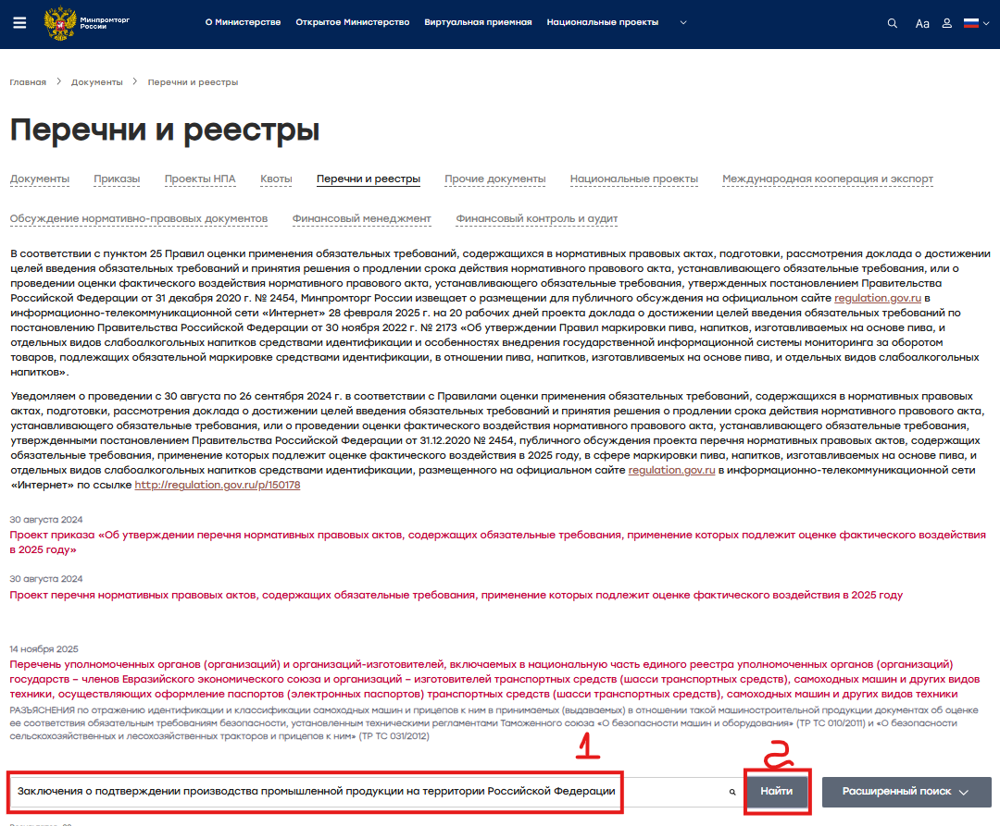 Минпромторг
России
О Министерстве Открытое Министерство Виртуальная приемная Национальные проекты
Aa
Главная Документы Перечни и реестры
Перечни и реестры
Документы Приказы Проекты НПА Квоты Перечни и реестры Прочие документы Национальные проекты Международная кооперация и экспорт
Обсуждение нормативно-правовых документов Финансовый менеджмент Финансовый контроль и аудит
В соответствии с пунктом 25 Правил оценки применения обязательных требований, содержащихся в нормативных правовых актах, подготовки, рассмотрения доклада о достижении
целей введения обязательных требований и принятия решения о продлении срока действия нормативного правового акта, устанавливающего обязательные требования, или о
проведении оценки фактического воздействия нормативного правового акта, устанавливающего обязательные требования, утвержденных постановлением Правительства
Российской Федерации от 31 декабря 2020 г. № 2454, Минпромторг России извещает о размещении для публичного обсуждения на официальном сайте regulation.gov.ru в
информационно-телекоммуникационной сети «Интернет» 28 февраля 2025 г. на 20 рабочих дней проекта доклада о достижении целей введения обязательных требований по
постановлению Правительства Российской Федерации от 30 ноября 2022 г. № 2173 «Об утверждении Правил маркировки пива, напитков, изготавливаемых на основе пива, и
отдельных видов слабоалкогольных напитков средствами идентификации и особенностях внедрения государственной информационной системы мониторинга за оборотом
товаров, подлежащих обязательной маркировке средствами идентификации, в отношении пива, напитков, изготавливаемых на основе пива, и отдельных видов слабоалкогольных
напитков».
Уведомляем о проведении с 30 августа по 26 сентября 2024 г. в соответствии с Правилами оценки применения обязательных требований, содержащихся в нормативных правовых
актах, подготовки, рассмотрения доклада о достижении целей введения обязательных требований и принятия решения о продлении срока действия нормативного правового акта,
устанавливающего обязательные требования, или о проведении оценки фактического воздействия нормативного правового акта, устанавливающего обязательные требования,
утвержденными постановлением Правительства Российской Федерации от 31.12.2020 № 2454, публичного обсуждения проекта перечня нормативных правовых актов, содержащих
обязательные требования, применение которых подлежит оценке фактического воздействия в 2025 году, в сфере маркировки пива, напитков, изготавливаемых на основе пива, и
отдельных видов слабоалкогольных напитков средствами идентификации, размещенного на официальном сайте regulation.gov.ru в информационно-телекоммуникационной сети
«Интернет» по ссылке http://regulation.gov.ru/p/150178
30 августа 2024
Проект приказа «Об утверждении перечня нормативных правовых актов, содержащих обязательные требования, применение которых подлежит оценке фактического воздействия
в 2025 году»
30 августа 2024
Проект перечня нормативных правовых актов, содержащих обязательные требования, применение которых подлежит оценке фактического воздействия в 2025 году
14 ноября 2025
Перечень уполномоченных органов (организаций) и организаций-изготовителей, включаемых в национальную часть единого реестра уполномоченных органов (организаций)
государств – членов Евразийского экономического союза и организаций – изготовителей транспортных средств (шасси транспортных средств), самоходных машин и других видов
техники, осуществляющих оформление паспортов (электронных паспортов) транспортных средств (шасси транспортных средств), самоходных машин и других видов техники
РАЗЪЯСНЕНИЯ по отражению идентификации и классификации самоходных машин и прицепов к ним в принимаемых (выдаваемых) в отношении такой машиностроительной продукции документах об оценке
ее соответствия обязательным требованиям безопасности, установленным техническими регламентами Таможенного союза «О безопасности машин и оборудования» (ТР ТС 010/2011) и «О безопасности
сельскохозяйственных и лесохозяйственных тракторов и прицепов к ним» (ТР ТС 031/2012)
1 2
Заключения о подтверждении производства промышленной продукции на территории Российской Федерации Найти Расширенный поиск